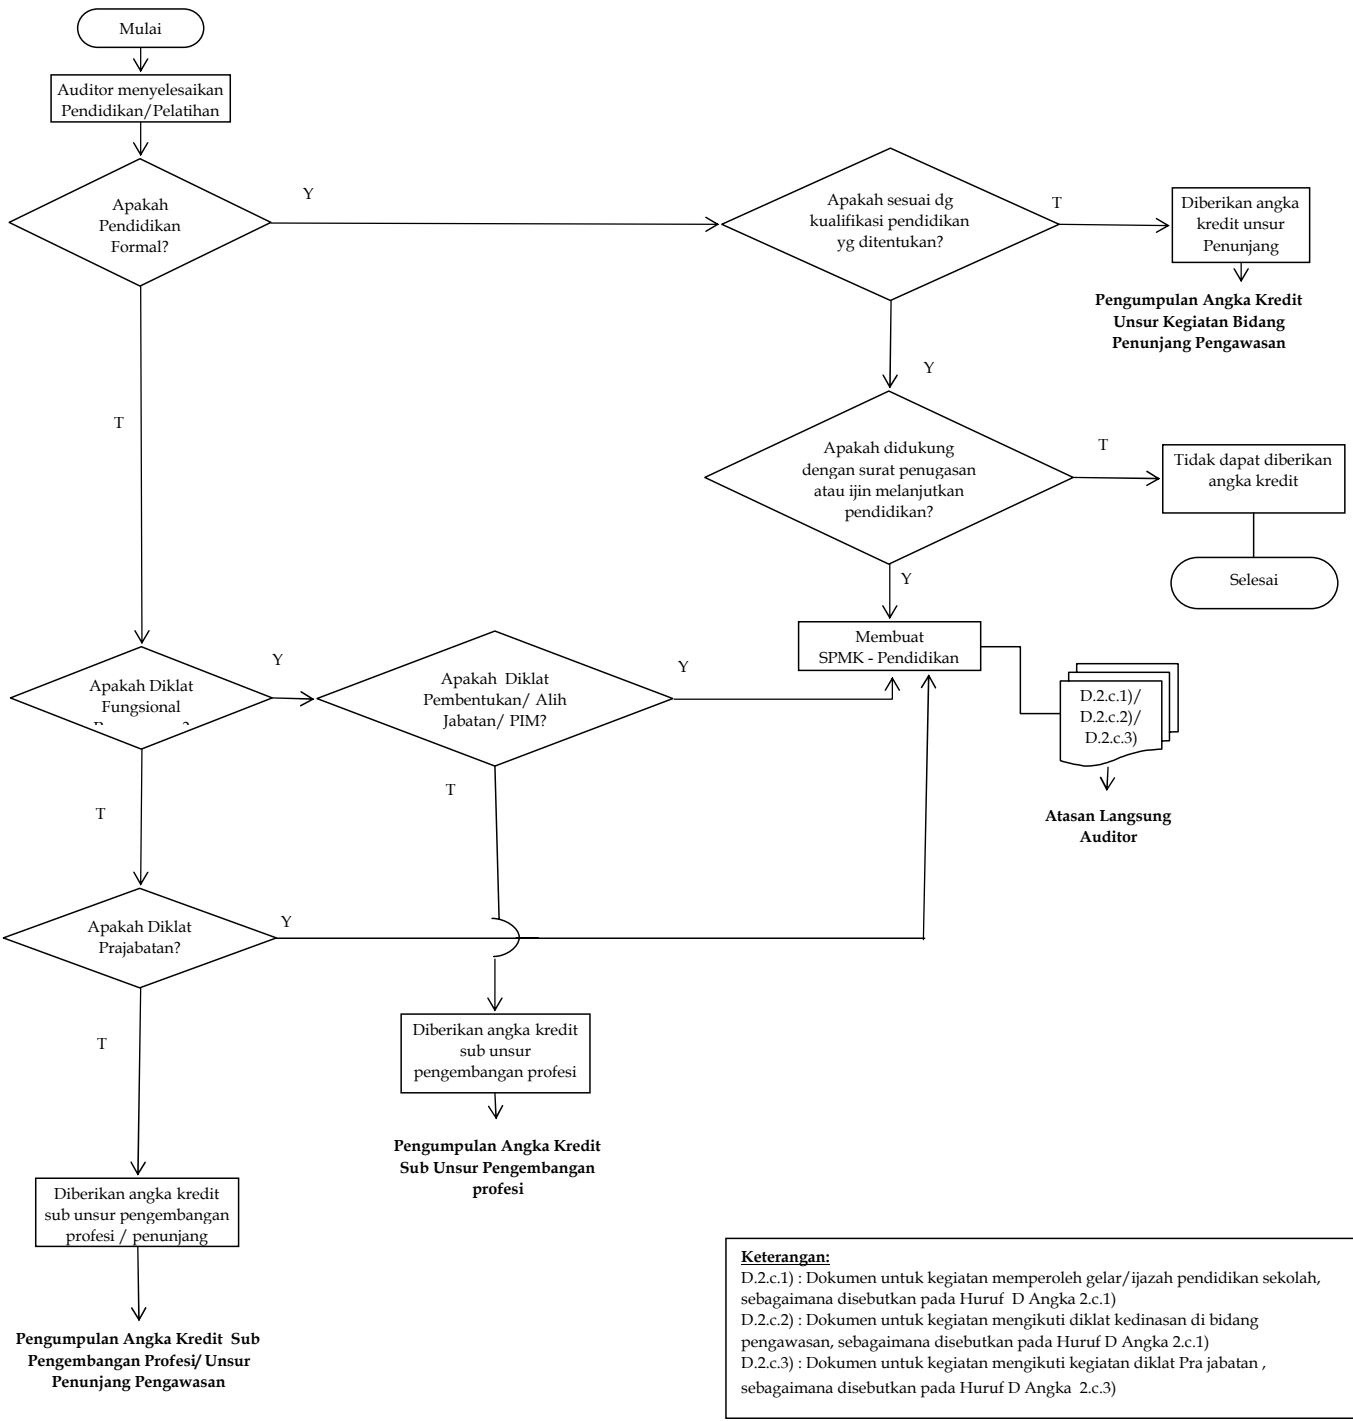 Mulai
Auditor menyelesaikan
Pendidikan/Pelatihan
Apakah
Pendidikan
Formal?
Y
Apakah sesuai dg
kualifikasi pendidikan
yg ditentukan?
T
Diberikan angka
kredit unsur
Penunjang
Pengumpulan Angka Kredit
Unsur Kegiatan Bidang
Penunjang Pengawasan
Y
T
Apakah didukung
dengan surat penugasan
atau ijin melanjutkan
pendidikan?
T
Tidak dapat diberikan
angka kredit
Selesai
Y
Membuat
SPMK - Pendidikan
D.2.c.1)/
D.2.c.2)/
D.2.c.3)
Atasan Langsung
Auditor
Apakah Diklat
Fungsional
Y
Apakah Diklat
Pembentukan/ Alih
Jabatan/ PIM?
Y
T
T
Apakah Diklat
Prajabatan?
Y
T
Diberikan angka kredit
sub unsur
pengembangan profesi
Pengumpulan Angka Kredit
Sub Unsur Pengembangan
profesi
Diberikan angka kredit
sub unsur pengembangan
profesi / penunjang
Pengumpulan Angka Kredit Sub
Pengembangan Profesi/ Unsur
Penunjang Pengawasan
Keterangan:
D.2.c.1) : Dokumen untuk kegiatan memperoleh gelar/ijazah pendidikan sekolah,
sebagaimana disebutkan pada Huruf D Angka 2.c.1)
D.2.c.2) : Dokumen untuk kegiatan mengikuti diklat kedinasan di bidang
pengawasan, sebagaimana disebutkan pada Huruf D Angka 2.c.1)
D.2.c.3) : Dokumen untuk kegiatan mengikuti kegiatan diklat Pra jabatan ,
sebagaimana disebutkan pada Huruf D Angka 2.c.3)